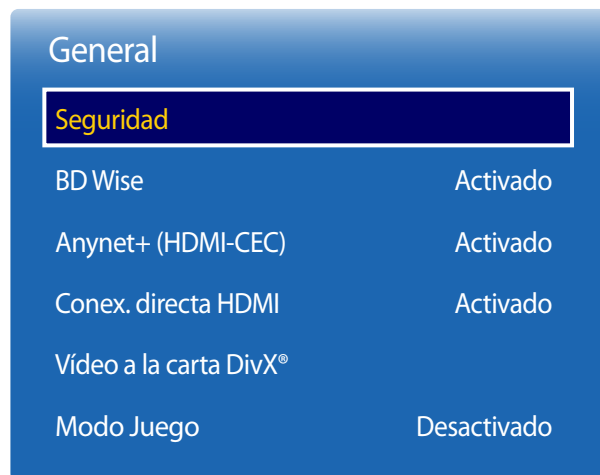 General
Seguridad
BD Wise Activado
Anynet+ (HDMI-CEC) Activado
Conex. directa HDMI Activado
Vídeo a la carta DivX®
Modo Juego Desactivado